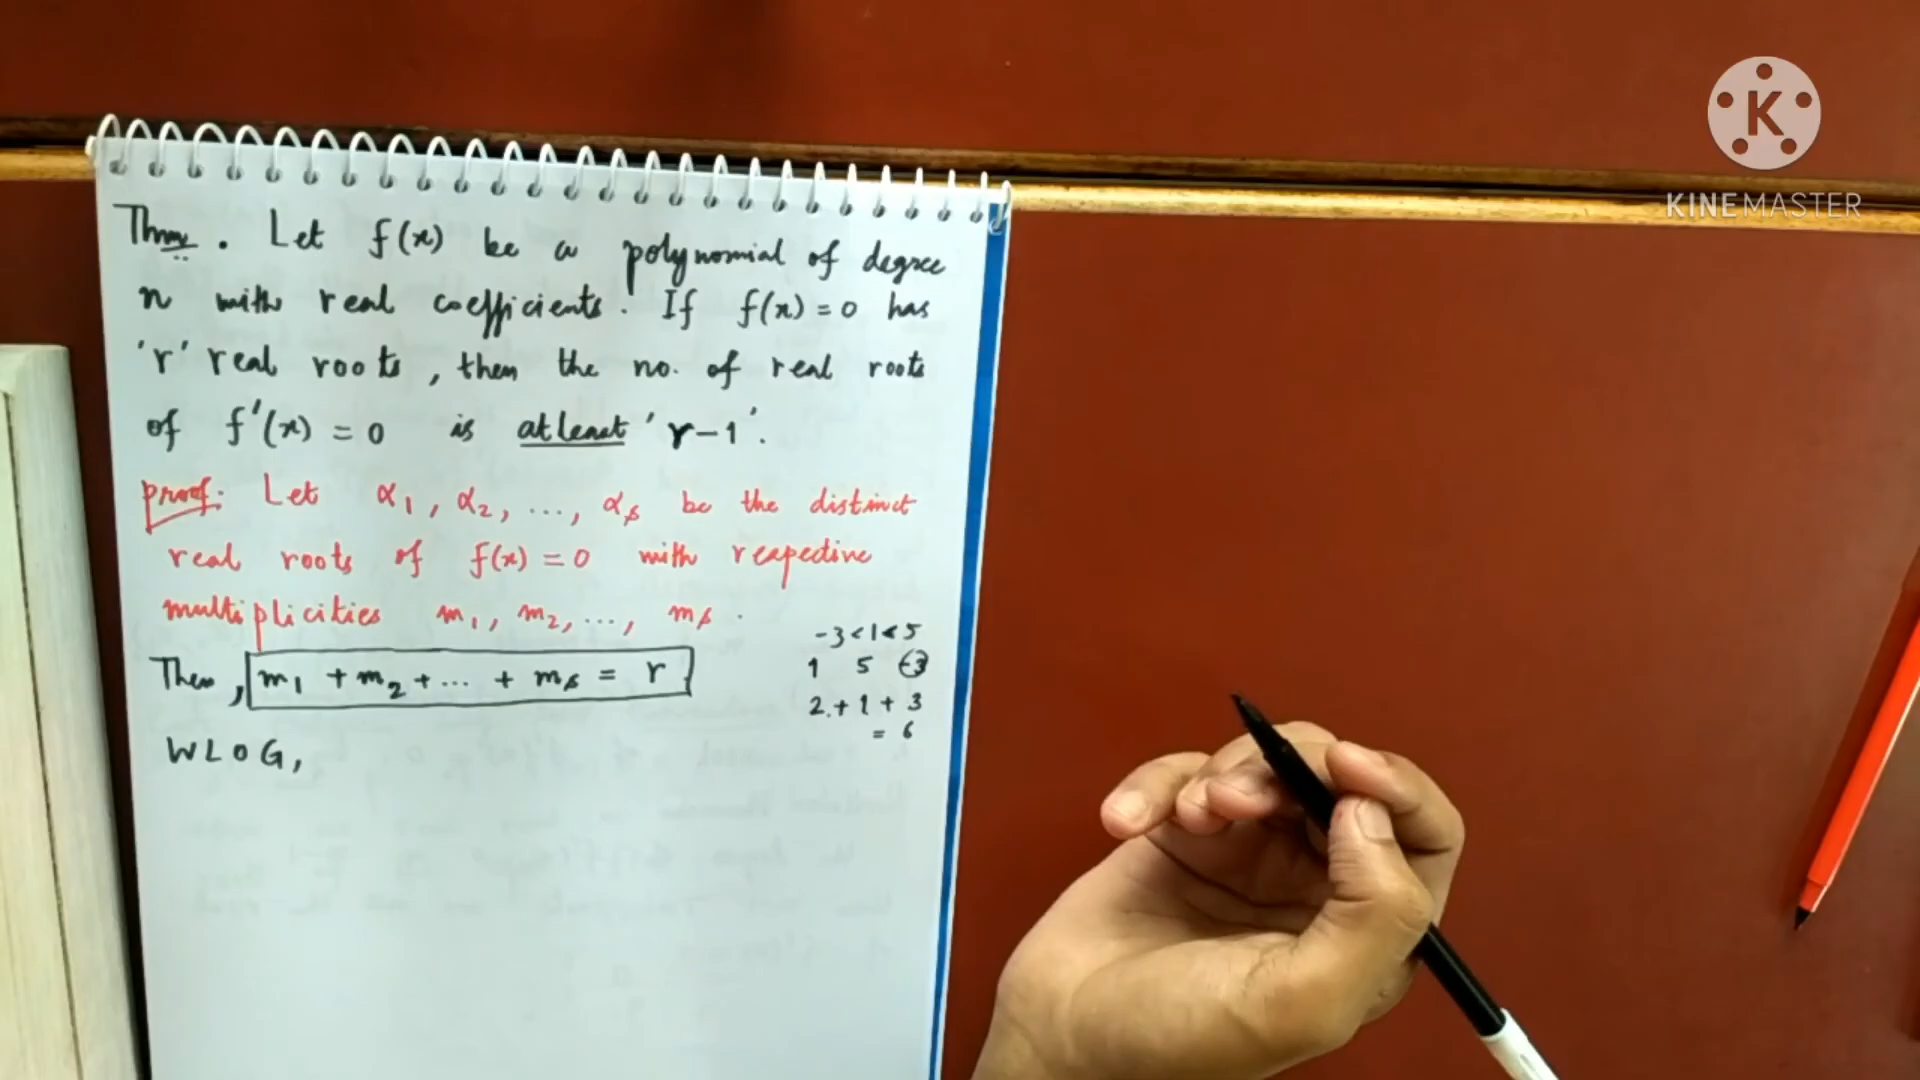 Thm. Let f(x) be a polynomial of degree
n with real coefficients. If f(x) = 0 has
'r' real roots, then the no. of real roots
of f'(x) = 0 is atleast 'r-1'.
proof: Let α₁, α₂, ..., αₛ be the distinct
real roots of f(x) = 0 with respective
multiplicities m₁, m₂, ..., mₛ.
Then, m₁ + m₂ + ... + mₛ = r
WLOG,
-3 < 1 < 5
1 5 -3
2 + 1 + 3
= 6
K
KINEMASTER